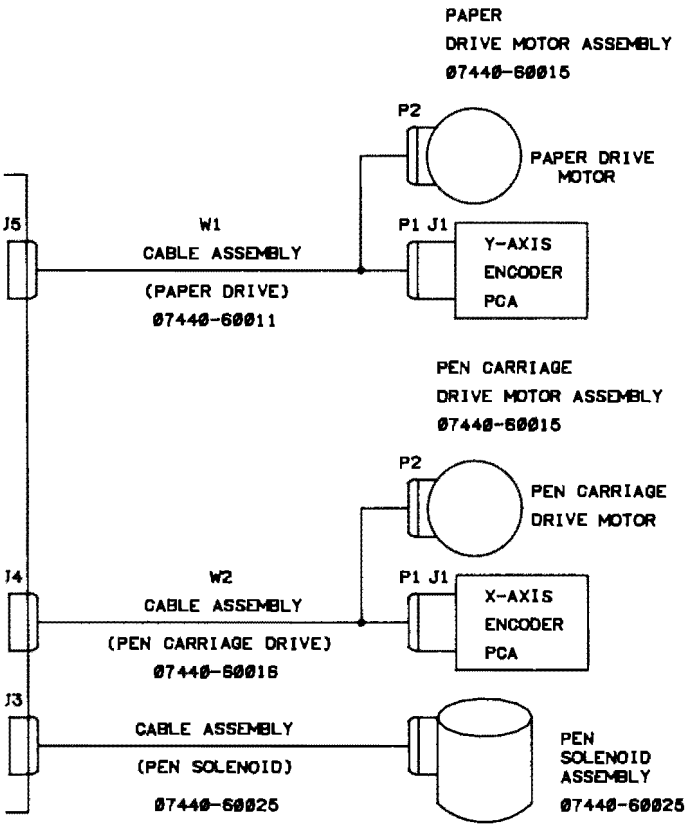 PAPER
DRIVE MOTOR ASSEMBLY
07440-60015
P2
PAPER DRIVE
MOTOR
J5
W1
CABLE ASSEMBLY
(PAPER DRIVE)
07440-60011
P1 J1
Y-AXIS
ENCODER
PCA
PEN CARRIAGE
DRIVE MOTOR ASSEMBLY
07440-60015
P2
PEN CARRIAGE
DRIVE MOTOR
J4
W2
CABLE ASSEMBLY
(PEN CARRIAGE DRIVE)
07440-60016
P1 J1
X-AXIS
ENCODER
PCA
J3
CABLE ASSEMBLY
(PEN SOLENOID)
07440-60025
PEN
SOLENOID
ASSEMBLY
07440-60025